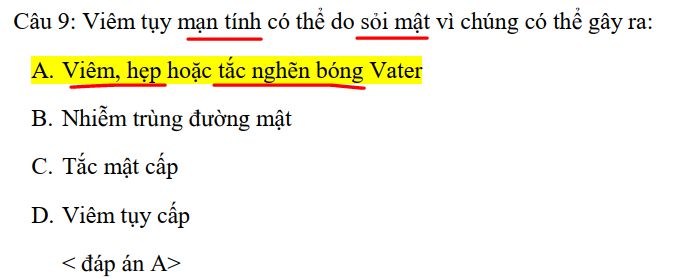 Câu 9: Viêm tụy mạn tính có thể do sỏi mật vì chúng có thể gây ra:
A. Viêm, hẹp hoặc tắc nghẽn bóng Vater
B. Nhiễm trùng đường mật
C. Tắc mật cấp
D. Viêm tụy cấp
< đáp án A>